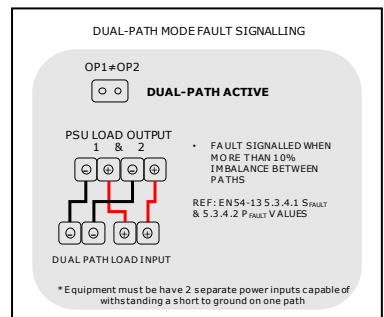 DUAL-PATH MODE FAULT SIGNALLING
OP1≠OP2
DUAL-PATH ACTIVE
PSU LOAD OUTPUT
1 & 2
- + - +
- - + +
DUAL PATH LOAD INPUT
• FAULT SIGNALLED WHEN
MORE THAN 10%
IMBALANCE BETWEEN
PATHS
REF: EN54-13 5.3.4.1 SFAULT
& 5.3.4.2 PFAULT VALUES
*Equipment must be have 2 separate power inputs capable of
withstanding a short to ground on one path